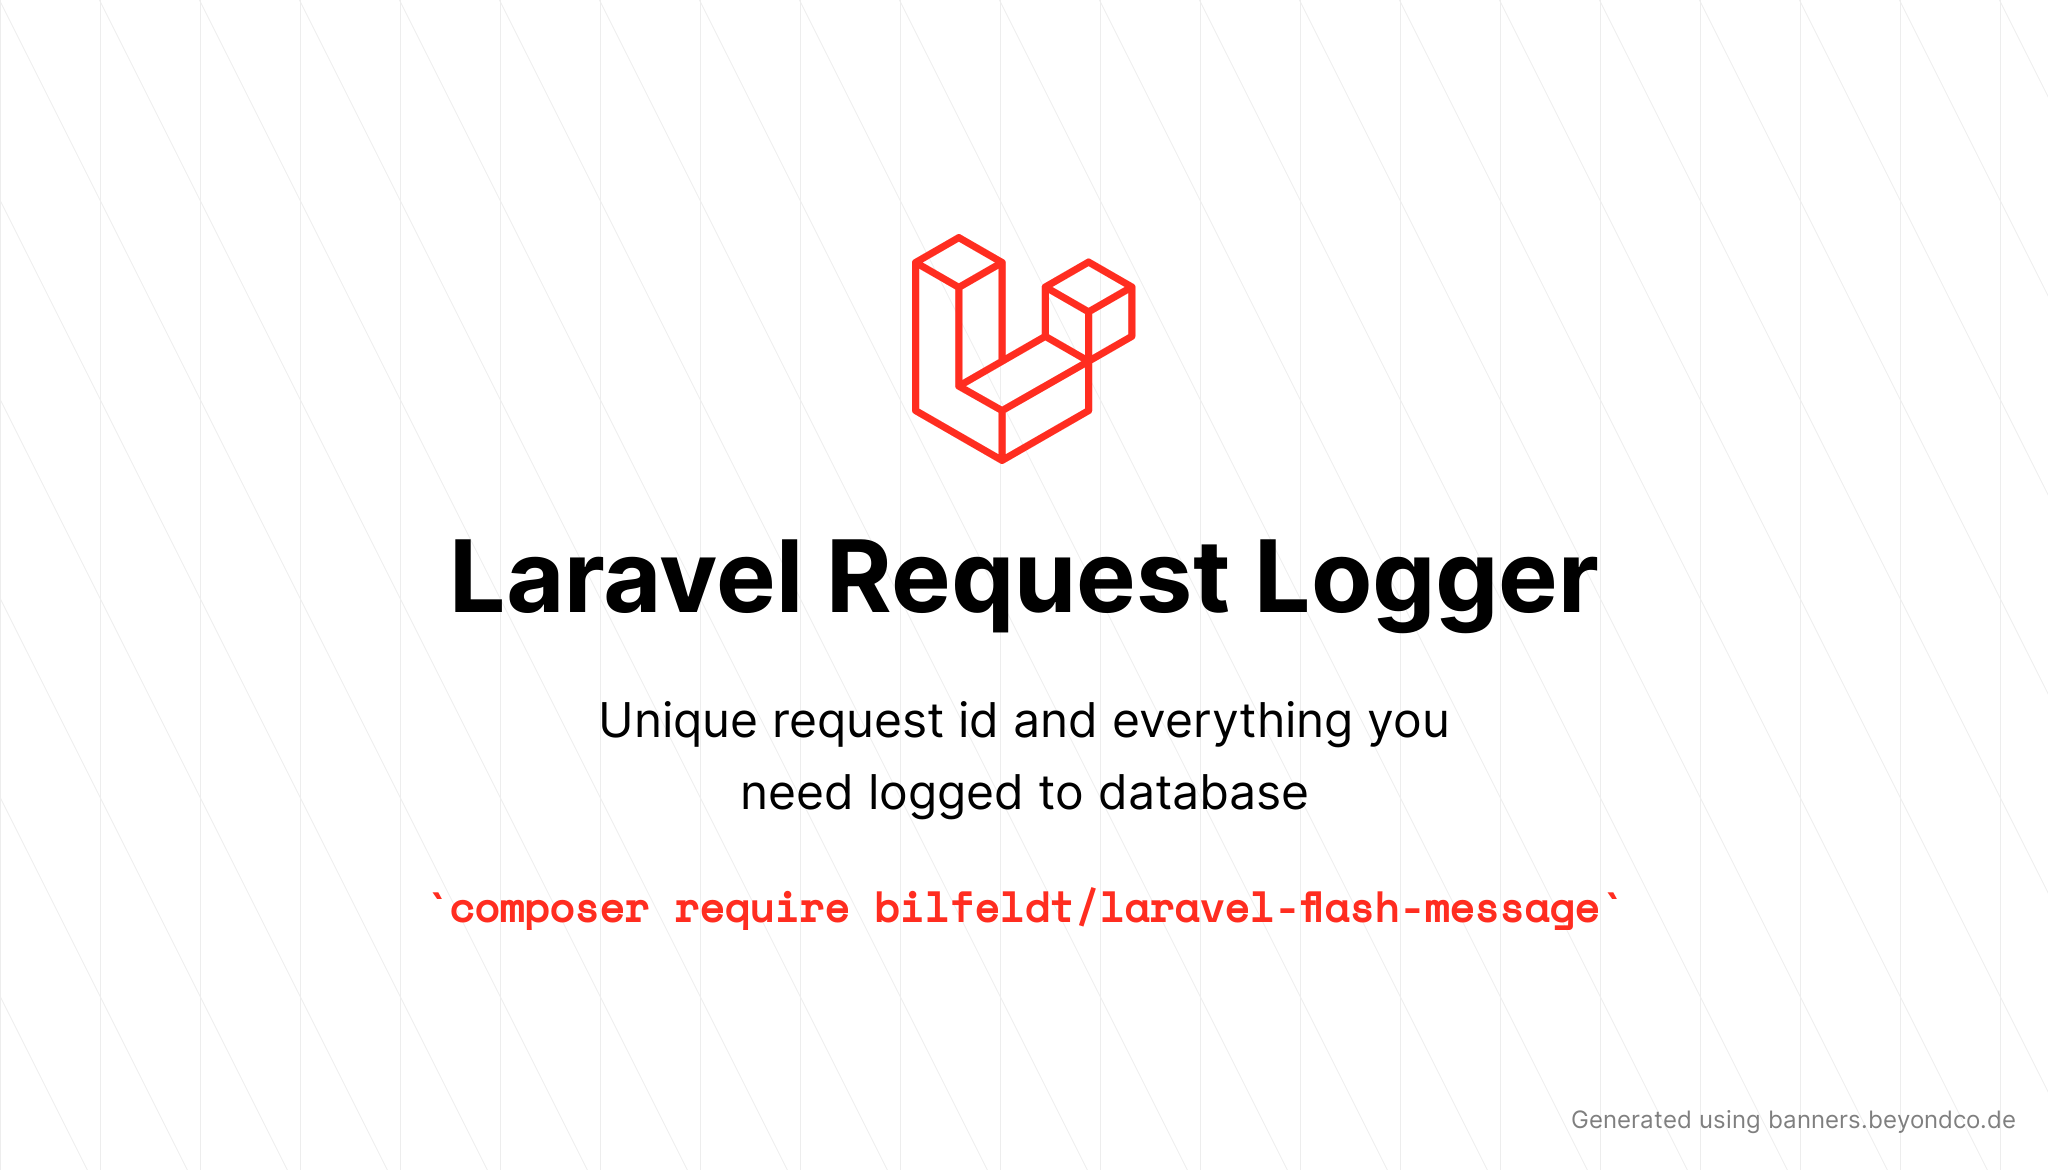 Laravel Request Logger
Unique request id and everything you
need logged to database
`composer require bilfeldt/laravel-flash-message`
Generated using banners.beyondco.de